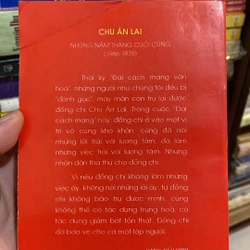 CHU ÂN LAI
NHỮNG NĂM THÁNG CUỐI CÙNG
(1966-1976)
Thời kỳ "Đại cách mạng văn
hoá", những người như chúng tôi đều bị
"đánh gục", may mắn còn trụ lại được
đồng chí Chu Ân Lai. Trong cuộc "Đại
cách mạng" này, đồng chí ở vào một vị
trí vô cùng khó khăn, cũng đã nói
những lời trái với lương tâm, đã làm
những việc trái với lương tâm. Nhưng
nhân dân tha thứ cho đồng chí.
Vì nếu đồng chí không làm những
việc ấy, không nói những lời ấy, tự đồng
chí không bảo trụ được mình, cũng
không thể có tác dụng trung hoà, có
tác dụng giảm bớt tổn thất. Đồng chí
đã bảo vệ cho cả một lớp người.